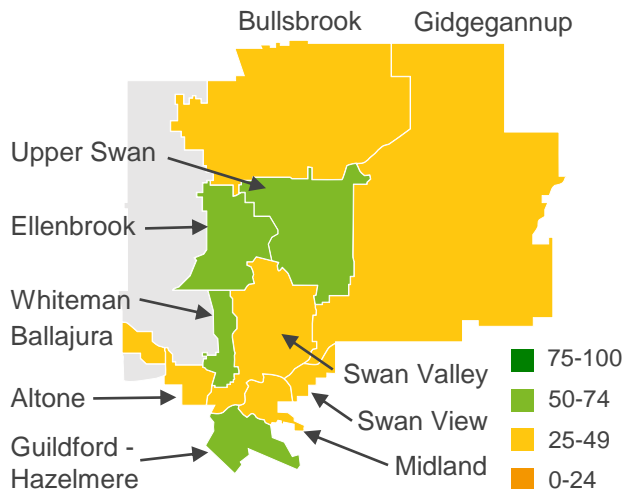 Bullsbrook
Gidgegannup
Upper Swan
Ellenbrook
Whiteman
Ballajura
Altone
Guildford -
Hazelmere
Swan Valley
Swan View
Midland
75-100
50-74
25-49
0-24